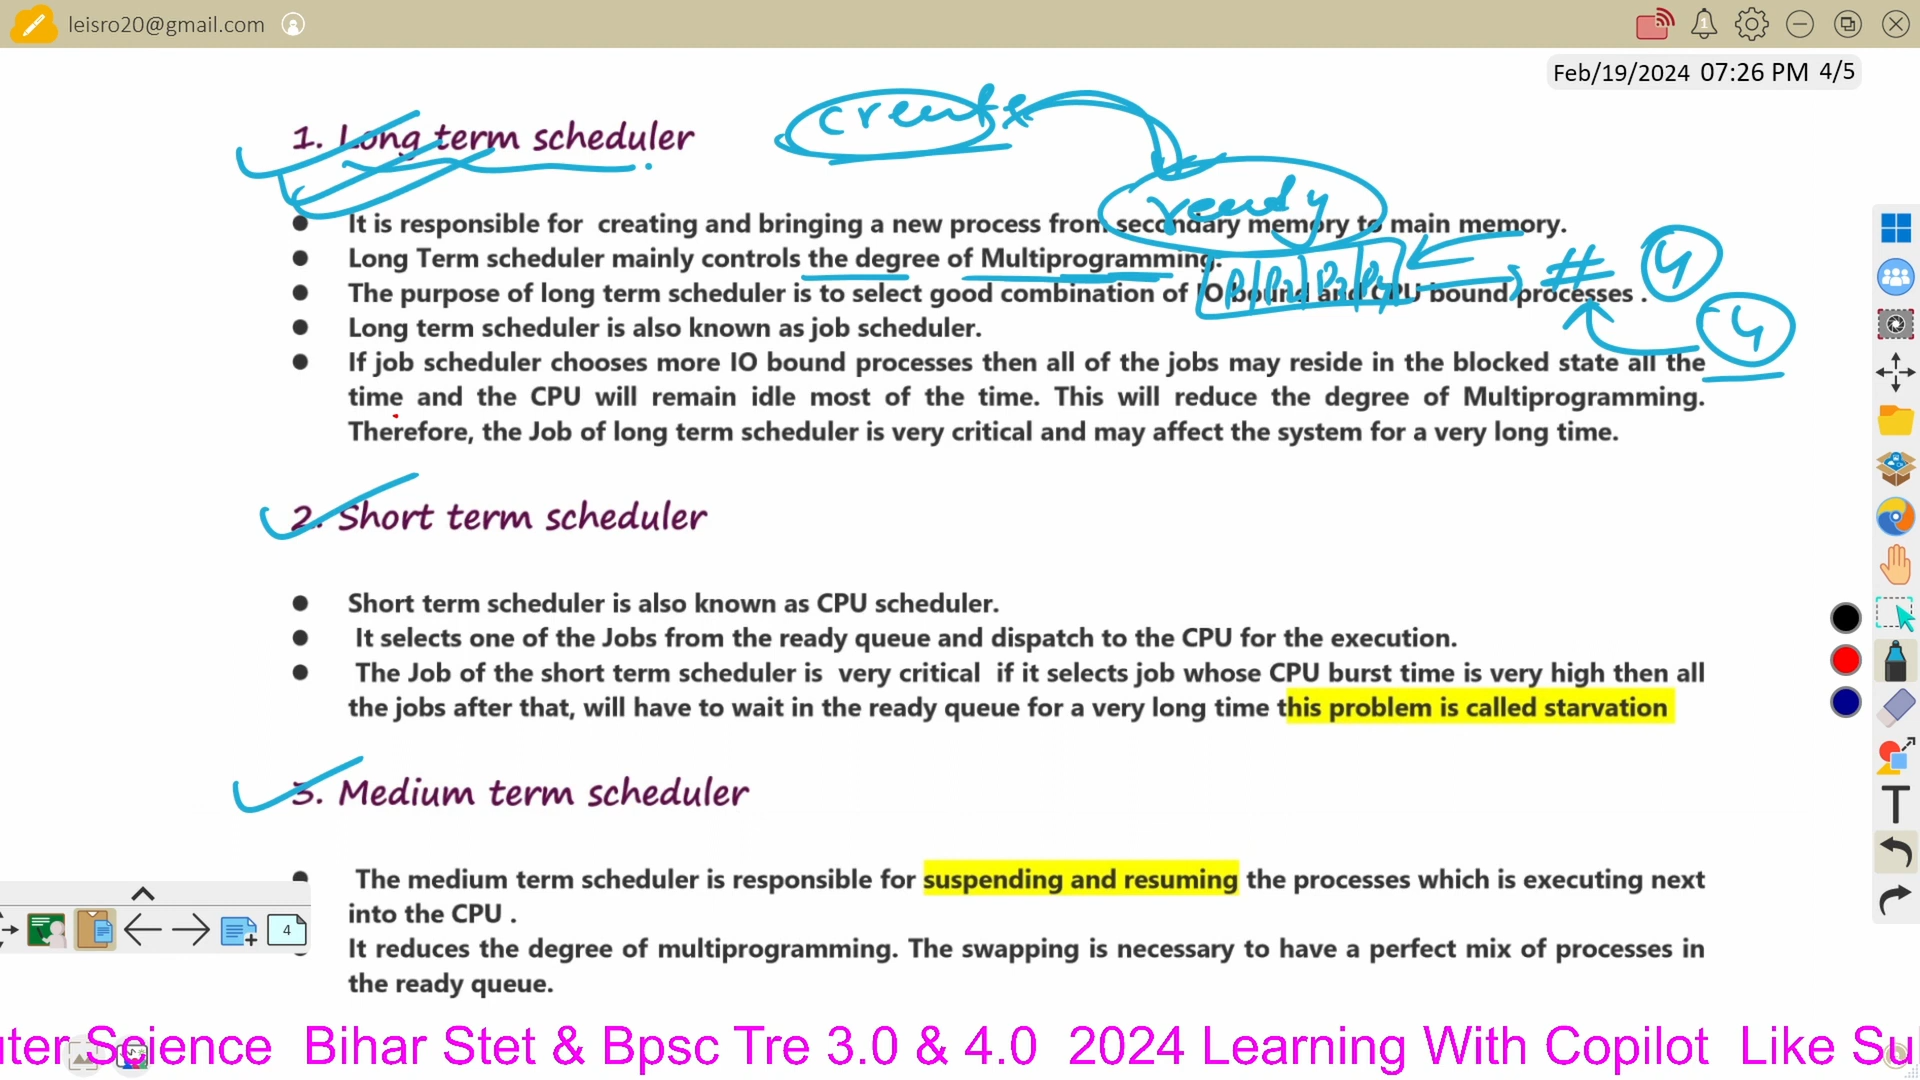 leisro20@gmail.com
1
Feb/19/2024 07:26 PM 4/5
create
1. Long term scheduler
ready
It is responsible for creating and bringing a new process from secondary memory to main memory.
Long Term scheduler mainly controls the degree of Multiprogramming.
P1 P2 P3 P4
# 4
The purpose of long term scheduler is to select good combination of IO bound and CPU bound processes .
4
Long term scheduler is also known as job scheduler.
If job scheduler chooses more IO bound processes then all of the jobs may reside in the blocked state all the
time and the CPU will remain idle most of the time. This will reduce the degree of Multiprogramming.
Therefore, the Job of long term scheduler is very critical and may affect the system for a very long time.
2. Short term scheduler
Short term scheduler is also known as CPU scheduler.
It selects one of the Jobs from the ready queue and dispatch to the CPU for the execution.
The Job of the short term scheduler is very critical if it selects job whose CPU burst time is very high then all
the jobs after that, will have to wait in the ready queue for a very long time this problem is called starvation
3. Medium term scheduler
The medium term scheduler is responsible for suspending and resuming the processes which is executing next
into the CPU .
It reduces the degree of multiprogramming. The swapping is necessary to have a perfect mix of processes in
the ready queue.
T
4
uter Science Bihar Stet & Bpsc Tre 3.0 & 4.0 2024 Learning With Copilot Like Su